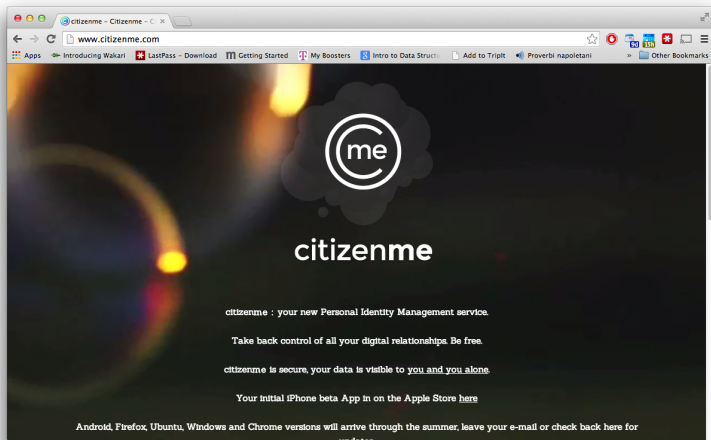 citizenme – Citizenme – C
www.citizenme.com
9d
15h
Apps
Introducing Wakari
LastPass – Download
Getting Started
My Boosters
Intro to Data Structu
Add to TripIt
Proverbi napoletani
»
Other Bookmarks
me
citizenme
citizenme : your new Personal Identity Management service.
Take back control of all your digital relationships. Be free.
citizenme is secure, your data is visible to you and you alone.
Your initial iPhone beta App in on the Apple Store here
Android, Firefox, Ubuntu, Windows and Chrome versions will arrive through the summer, leave your e-mail or check back here for